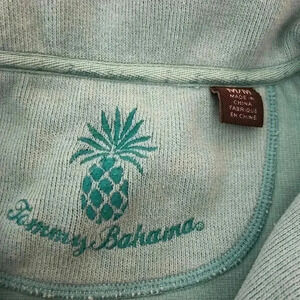 M/M
MADE IN
CHINA
FABRIQUÉ
EN CHINE
Tommy Bahama®